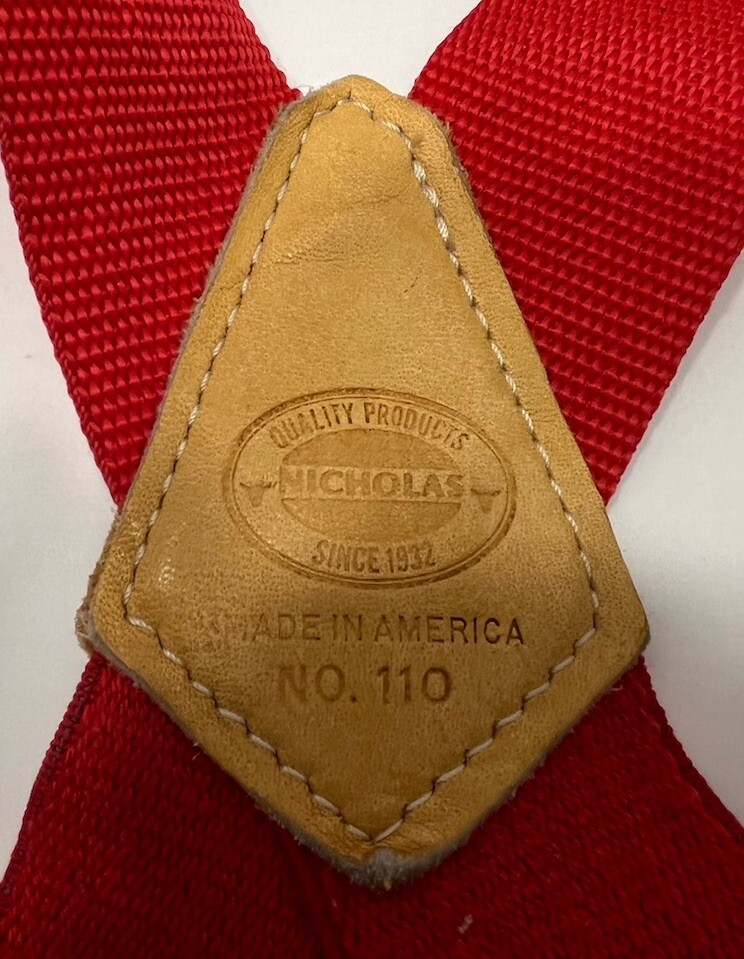 QUALITY PRODUCTS
NICHOLAS
SINCE 1932
MADE IN AMERICA
NO. 110